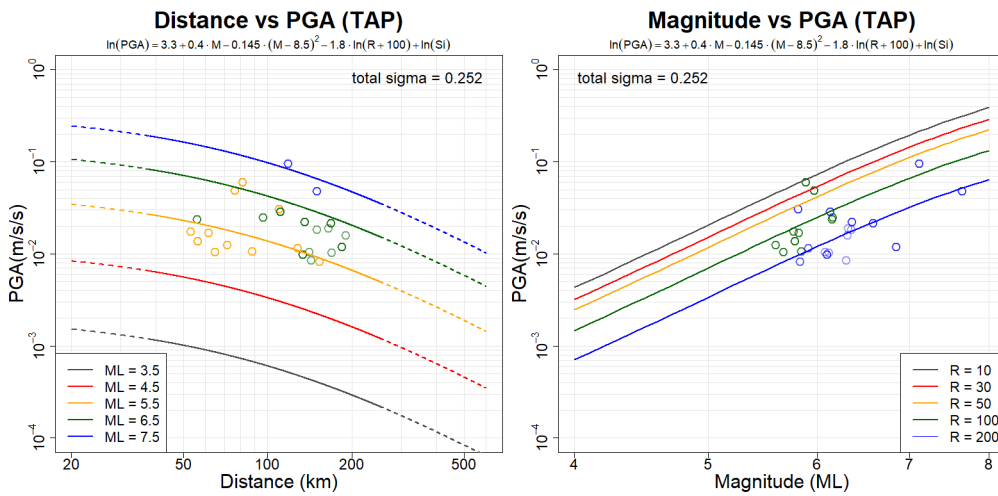 Distance vs PGA (TAP)
ln(PGA) = 3.3 + 0.4 · M − 0.145 · (M − 8.5)² − 1.8 · ln(R + 100) + ln(Si)
total sigma = 0.252
PGA(m/s/s)
10⁰
10⁻¹
10⁻²
10⁻³
10⁻⁴
ML = 3.5
ML = 4.5
ML = 5.5
ML = 6.5
ML = 7.5
20 50 100 200 500
Distance (km)
Magnitude vs PGA (TAP)
ln(PGA) = 3.3 + 0.4 · M − 0.145 · (M − 8.5)² − 1.8 · ln(R + 100) + ln(Si)
total sigma = 0.252
PGA(m/s/s)
10⁰
10⁻¹
10⁻²
10⁻³
10⁻⁴
R = 10
R = 30
R = 50
R = 100
R = 200
4 5 6 7 8
Magnitude (ML)